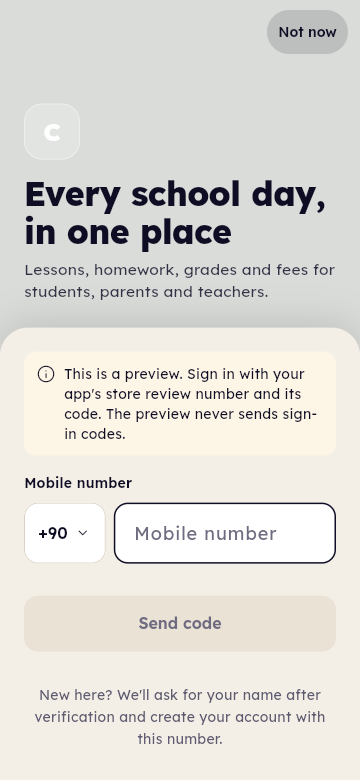 Not now
C
Every school day,
in one place
Lessons, homework, grades and fees for
students, parents and teachers.
This is a preview. Sign in with your
app's store review number and its
code. The preview never sends sign-
in codes.
Mobile number
+90
Mobile number
Send code
New here? We'll ask for your name after
verification and create your account with
this number.